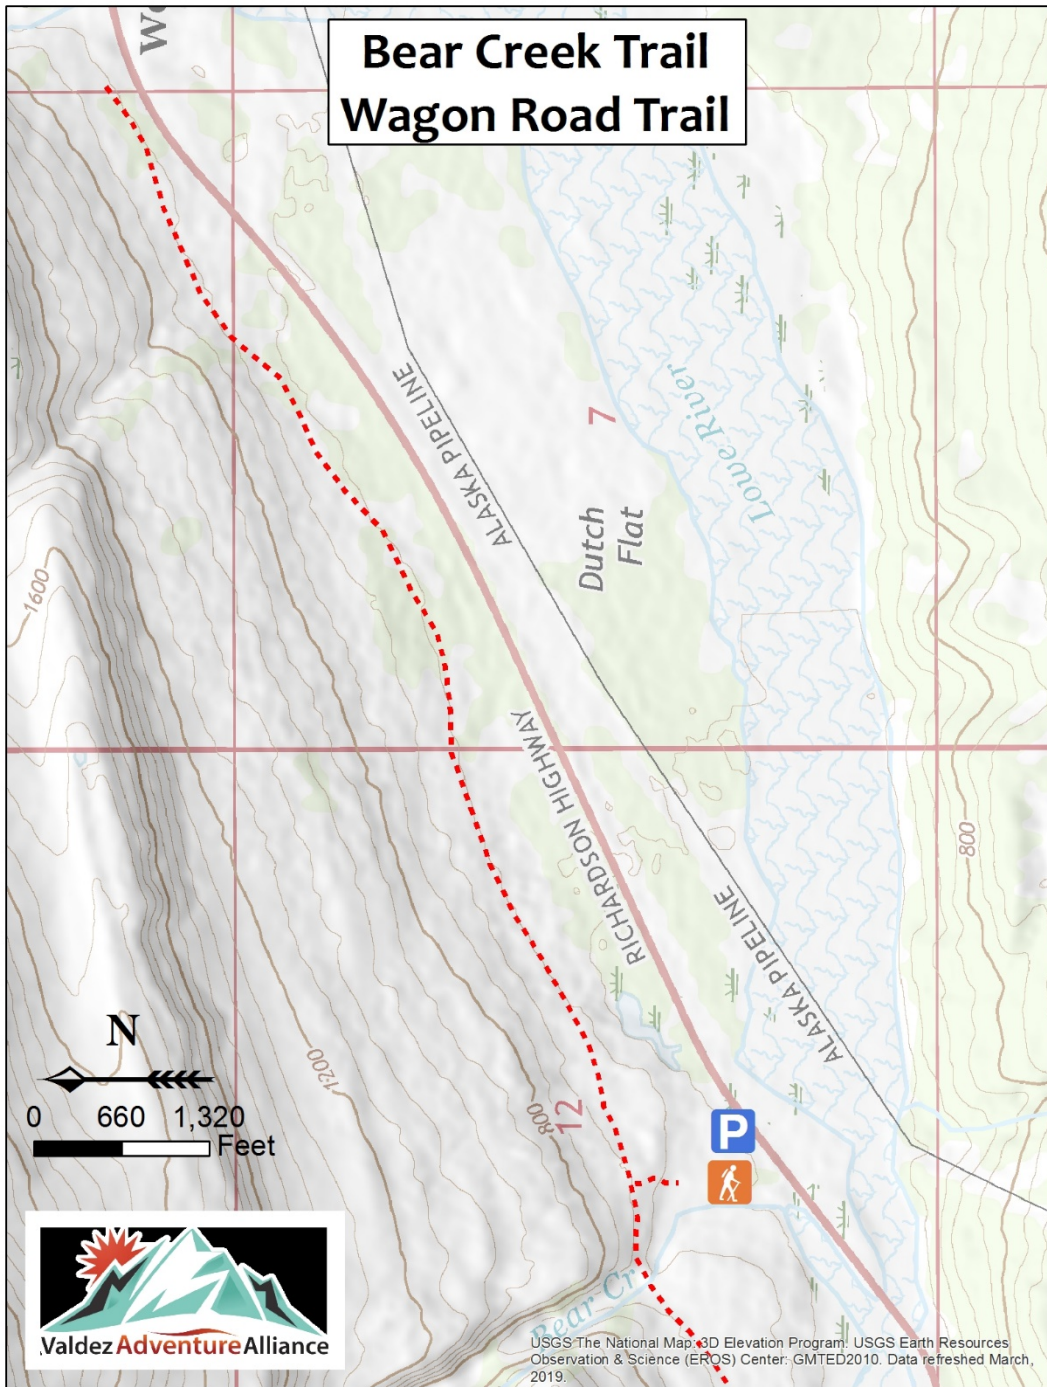 Bear Creek Trail
Wagon Road Trail
ALASKA PIPELINE
7
Lowe River
Dutch
Flat
1600
RICHARDSON HIGHWAY
800
ALASKA PIPELINE
N
0 660 1,320
Feet
1200
800
12
P
Bear Cr
Valdez Adventure Alliance
USGS The National Map: 3D Elevation Program. USGS Earth Resources
Observation & Science (EROS) Center: GMTED2010. Data refreshed March,
2019.